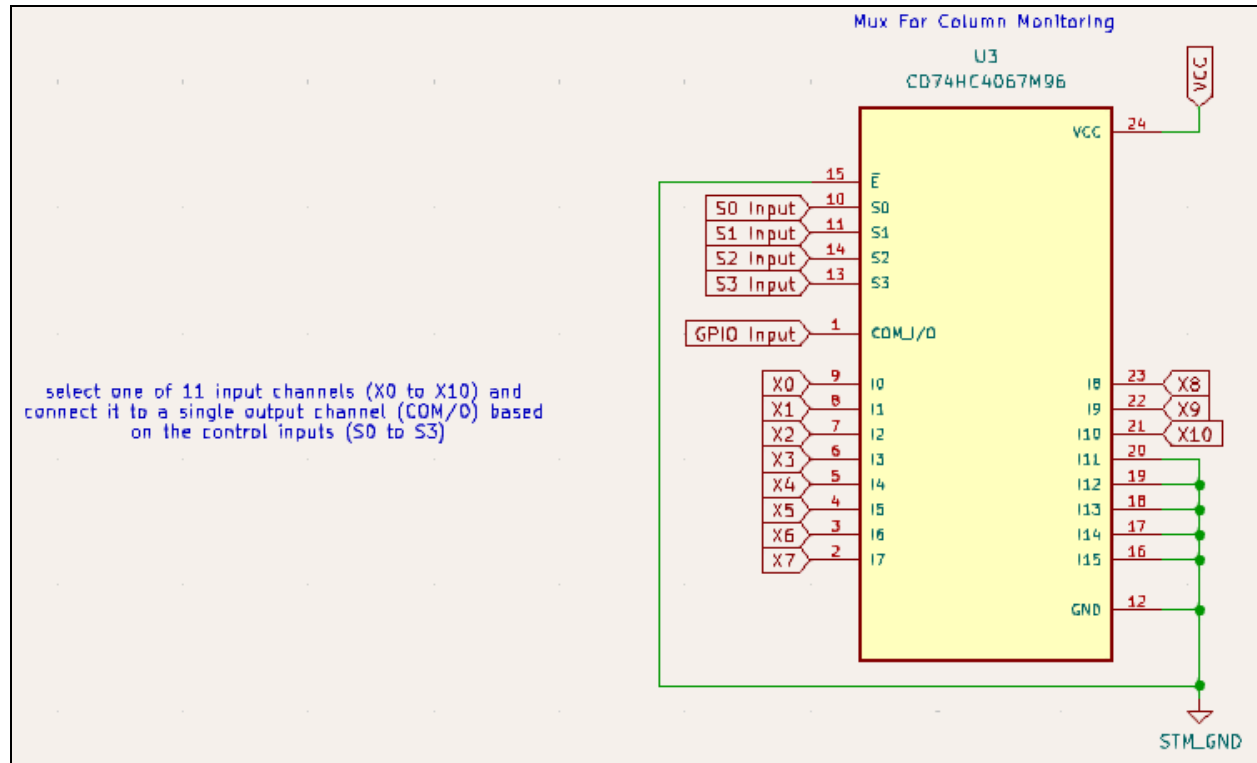 Mux For Column Monitoring
U3
CD74HC4067M96
VCC
VCC 24
15 E
S0 Input 10 S0
S1 Input 11 S1
S2 Input 14 S2
S3 Input 13 S3
GPIO Input 1 COM_I/O
select one of 11 input channels (X0 to X10) and
connect it to a single output channel (COM/O) based
on the control inputs (S0 to S3)
X0 9 I0
X1 8 I1
X2 7 I2
X3 6 I3
X4 5 I4
X5 4 I5
X6 3 I6
X7 2 I7
I8 23 X8
I9 22 X9
I10 21 X10
I11 20
I12 19
I13 18
I14 17
I15 16
GND 12
STM_GND